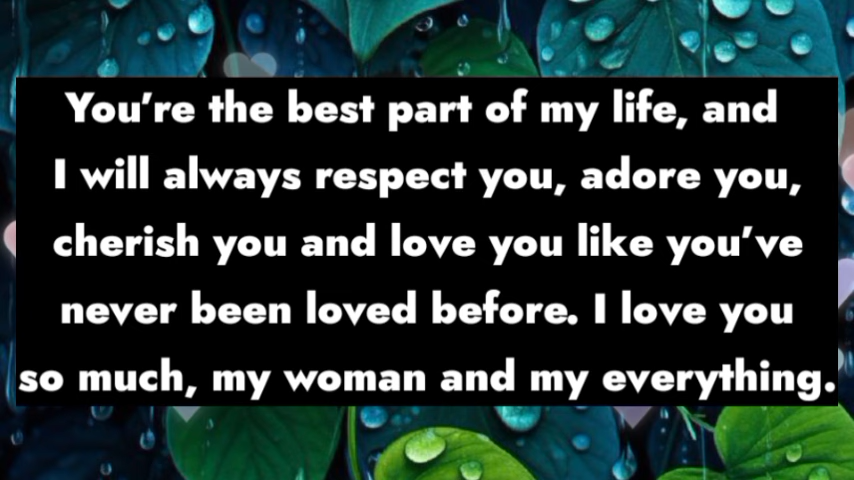 You're the best part of my life, and
I will always respect you, adore you,
cherish you and love you like you've
never been loved before. I love you
so much, my woman and my everything.